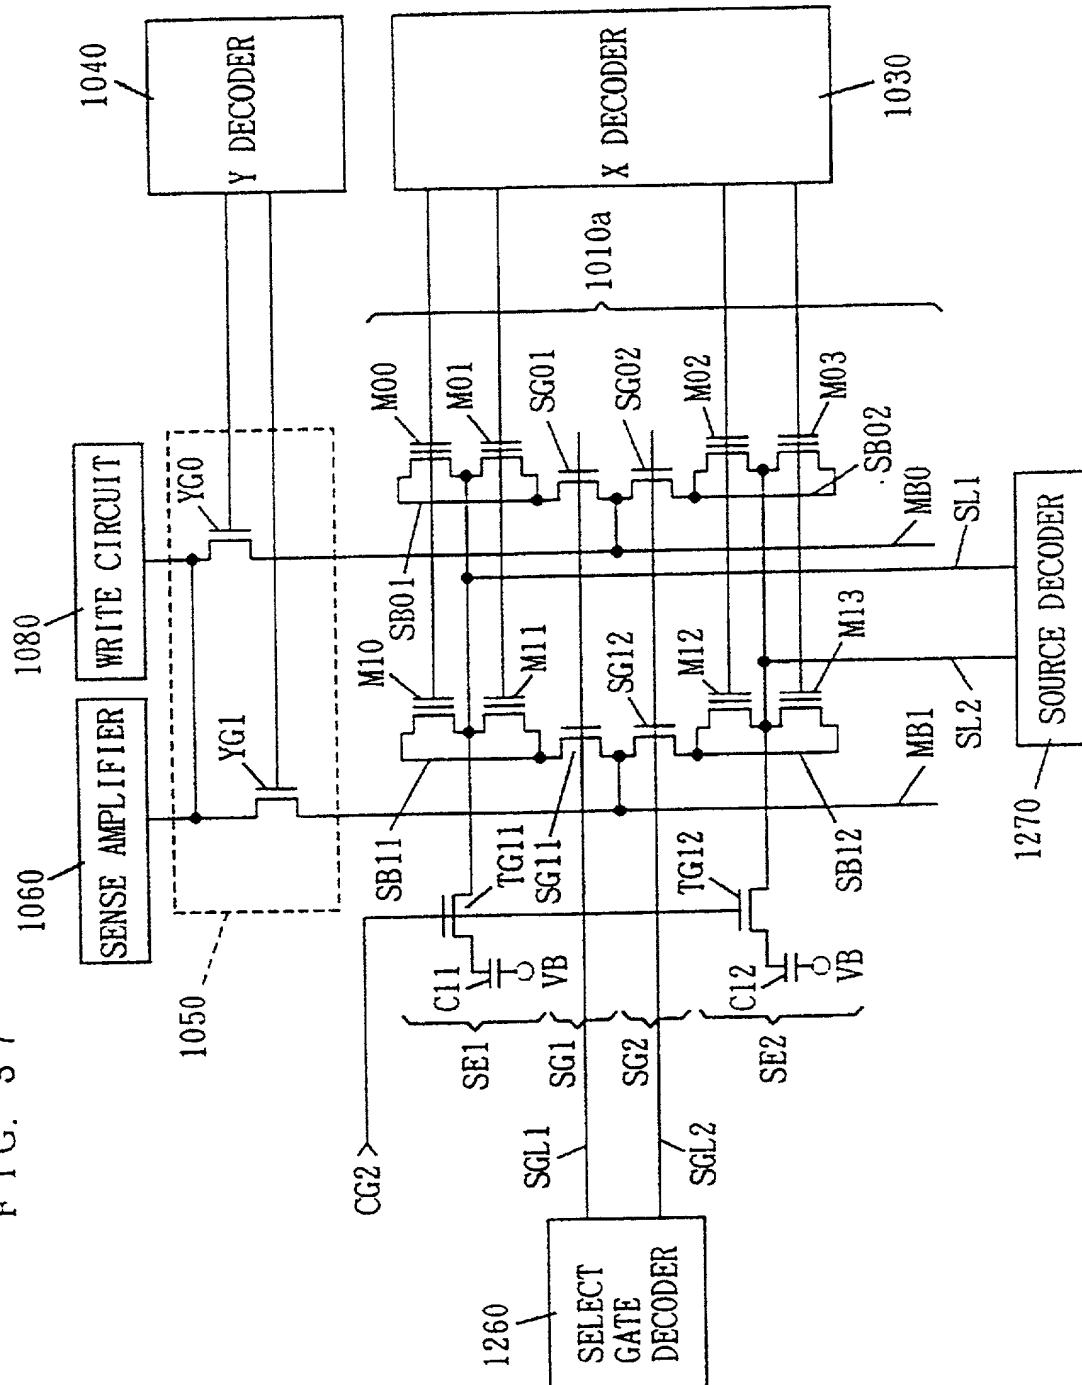 FIG. 37
1060
SENSE AMPLIFIER
1080
WRITE CIRCUIT
1040
Y DECODER
1050
YG1
YG0
X DECODER
1030
1010a
CG2
C11
VB
TG11
SE1
SB11
M10
M11
SB01
M00
M01
SG1
SG11
SG01
SG2
SG12
SG02
SGL1
SGL2
1260
SELECT
GATE
DECODER
C12
VB
TG12
SE2
SB12
M12
M13
M02
M03
SB02
MB1
MB0
SL2
SL1
1270
SOURCE DECODER